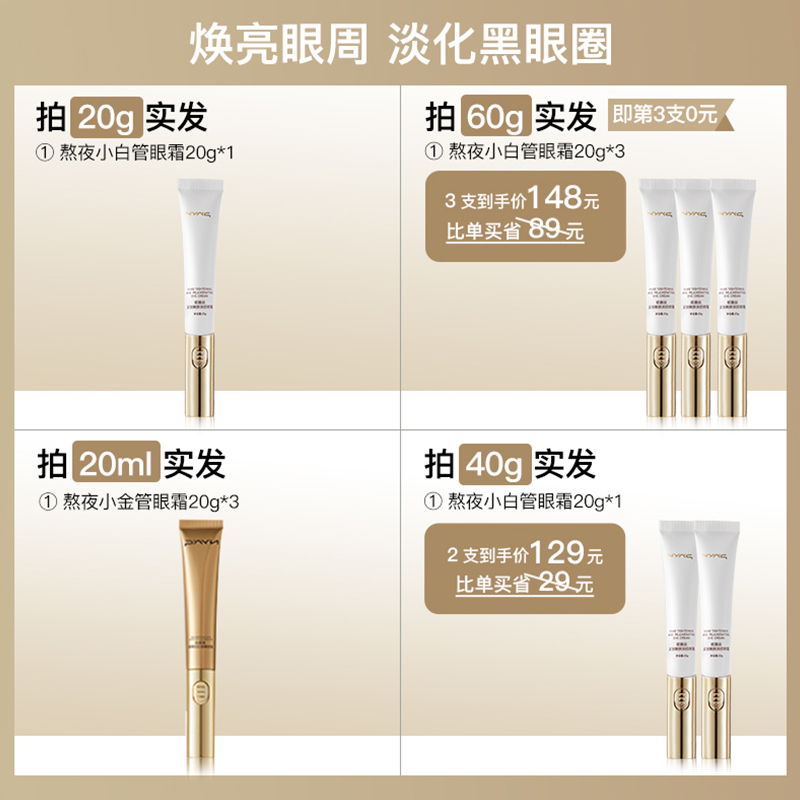 焕亮眼周 淡化黑眼圈
拍 20g 实发
① 熬夜小白管眼霜20g*1
拍 60g 实发 即第3支0元
① 熬夜小白管眼霜20g*3
3 支到手价148元
比单买省 89 元
EYE CREAM
拍 20ml 实发
① 熬夜小金管眼霜20g*3
拍 40g 实发
① 熬夜小白管眼霜20g*1
2 支到手价129元
比单买省 29 元